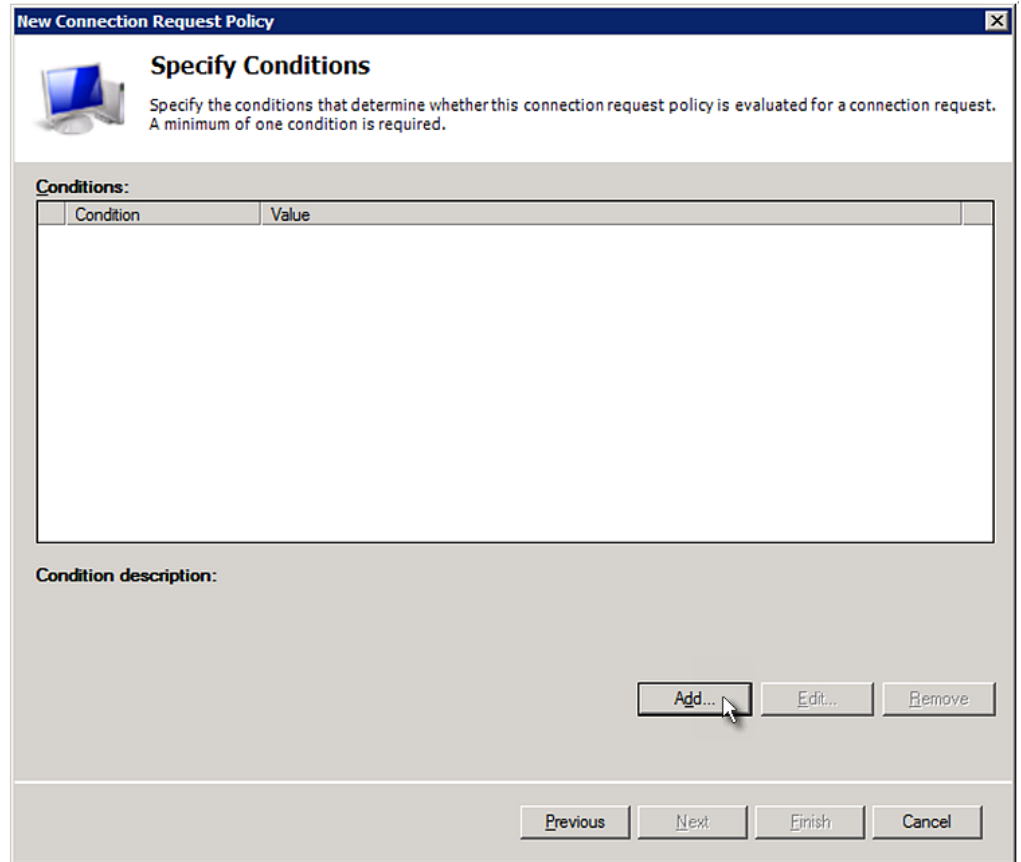 New Connection Request Policy
Specify Conditions
Specify the conditions that determine whether this connection request policy is evaluated for a connection request.
A minimum of one condition is required.
Conditions:
Condition Value
Condition description:
Add... Edit... Remove
Previous Next Finish Cancel